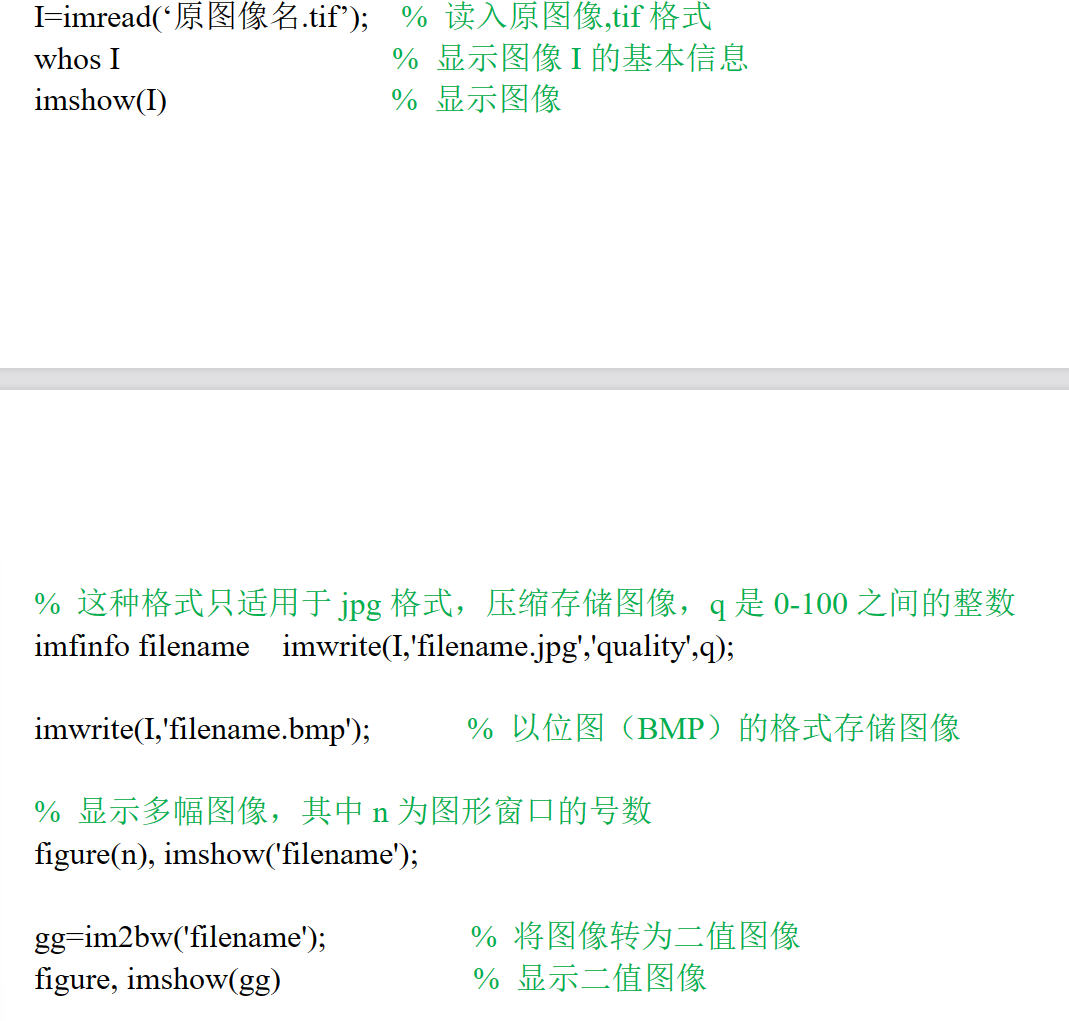 I=imread(‘原图像名.tif’); % 读入原图像,tif 格式
whos I % 显示图像 I 的基本信息
imshow(I) % 显示图像
% 这种格式只适用于 jpg 格式，压缩存储图像，q 是 0-100 之间的整数
imfinfo filename imwrite(I,'filename.jpg','quality',q);
imwrite(I,'filename.bmp'); % 以位图（BMP）的格式存储图像
% 显示多幅图像，其中 n 为图形窗口的号数
figure(n), imshow('filename');
gg=im2bw('filename'); % 将图像转为二值图像
figure, imshow(gg) % 显示二值图像